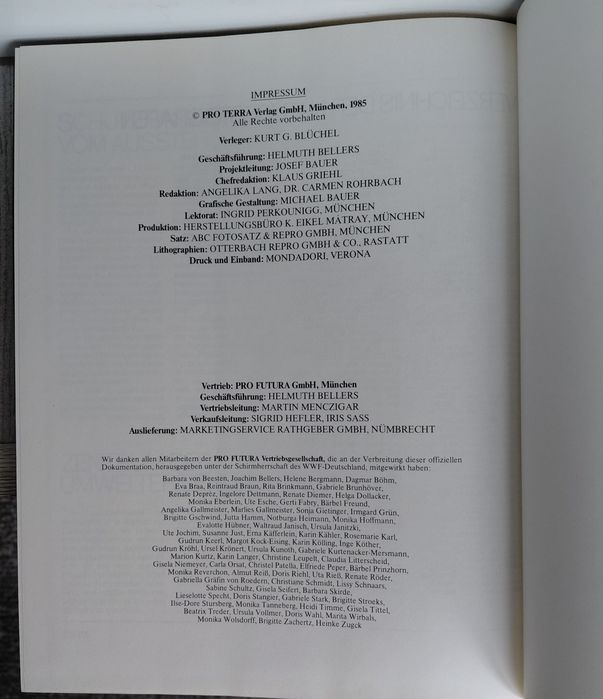 IMPRESSUM
© PRO TERRA Verlag GmbH, München, 1985
Alle Rechte vorbehalten
Verleger: KURT G. BLÜCHEL
Geschäftsführung: HELMUTH BELLERS
Projektleitung: JOSEF BAUER
Chefredaktion: KLAUS GRIEHL
Redaktion: ANGELIKA LANG, DR. CARMEN ROHRBACH
Grafische Gestaltung: MICHAEL BAUER
Lektorat: INGRID PERKOUNIGG, MÜNCHEN
Produktion: HERSTELLUNGSBÜRO K. EIKEL MATRAY, MÜNCHEN
Satz: ABC FOTOSATZ & REPRO GMBH, MÜNCHEN
Lithographien: OTTERBACH REPRO GMBH & CO., RASTATT
Druck und Einband: MONDADORI, VERONA
Vertrieb: PRO FUTURA GmbH, München
Geschäftsführung: HELMUTH BELLERS
Vertriebsleitung: MARTIN MENCZIGAR
Verkaufsleitung: SIGRID HEFLER, IRIS SASS
Auslieferung: MARKETINGSERVICE RATHGEBER GMBH, NÜMBRECHT
Wir danken allen Mitarbeitern der PRO FUTURA Vertriebsgesellschaft, die an der Verbreitung dieser offiziellen
Dokumentation, herausgegeben unter der Schirmherrschaft des WWF-Deutschland, mitgewirkt haben:
Barbara von Beesten, Joachim Bellers, Helene Bergmann, Dagmar Böhm,
Eva Braa, Reintraud Braun, Rita Brinkmann, Gabriele Brunhöver,
Renate Depréz, Ingelore Dettmann, Renate Diemer, Helga Dollacker,
Monika Eberlein, Ute Esche, Gerti Fabry, Bärbel Freund,
Angelika Gallmeister, Marlies Gallmeister, Sonja Gietinger, Irmgard Grün,
Brigitte Gschwind, Jutta Hamm, Notburga Heimann, Monika Hoffmann,
Evalotte Hübner, Waltraud Janisch, Ursula Janitzki,
Ute Jochim, Susanne Just, Erna Käfferlein, Karin Kähler, Rosemarie Karl,
Gudrun Keerl, Margot Kock-Eising, Karin Kölling, Inge Köther,
Gudrun Kröhl, Ursel Krönert, Ursula Kunoth, Gabriele Kurtenacker-Mersmann,
Marion Kurtz, Karin Langer, Christine Leupelt, Claudia Litterscheid,
Gisela Niemeyer, Carla Orsat, Christel Patella, Elfriede Peper, Bärbel Prinzhorn,
Monika Reverchon, Almut Reiß, Doris Riehl, Uta Rieß, Renate Röder,
Gabriella Gräfin von Roedern, Christiane Schmidt, Lissy Schnaars,
Sabine Schultz, Gisela Seifert, Barbara Skirde,
Lieselotte Specht, Doris Stangier, Gabriele Stark, Brigitte Stroeks,
Ilse-Dore Stursberg, Monika Tanneberg, Heidi Timme, Gisela Tittel,
Beatrix Treder, Ursula Vollmer, Doris Wahl, Marita Wirbals,
Monika Wolsdorff, Brigitte Zachertz, Heinke Zugck